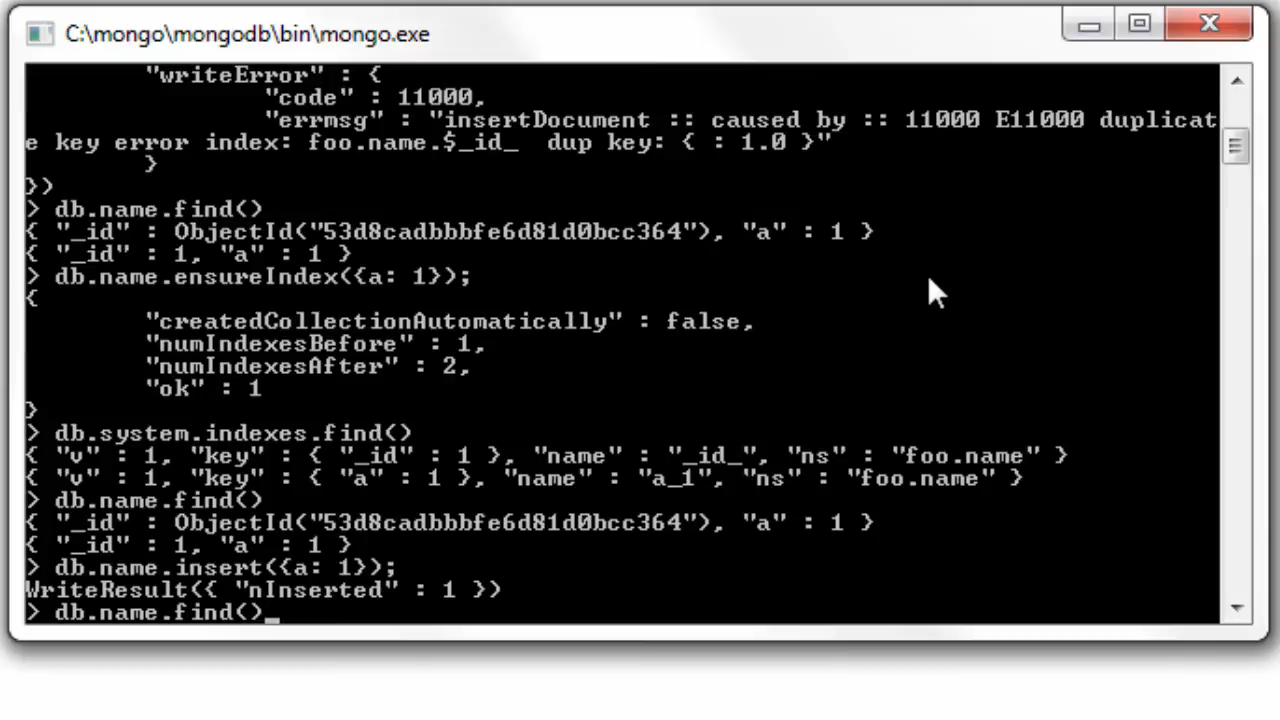 C:\mongo\mongodb\bin\mongo.exe
"writeError" : {
"code" : 11000,
"errmsg" : "insertDocument :: caused by :: 11000 E11000 duplicat
e key error index: foo.name.$_id_  dup key: { : 1.0 }"
}
})
> db.name.find()
{ "_id" : ObjectId("53d8cadbbbfe6d81d0bcc364"), "a" : 1 }
{ "_id" : 1, "a" : 1 }
> db.name.ensureIndex({a: 1});
{
"createdCollectionAutomatically" : false,
"numIndexesBefore" : 1,
"numIndexesAfter" : 2,
"ok" : 1
}
> db.system.indexes.find()
{ "v" : 1, "key" : { "_id" : 1 }, "name" : "_id_", "ns" : "foo.name" }
{ "v" : 1, "key" : { "a" : 1 }, "name" : "a_1", "ns" : "foo.name" }
> db.name.find()
{ "_id" : ObjectId("53d8cadbbbfe6d81d0bcc364"), "a" : 1 }
{ "_id" : 1, "a" : 1 }
> db.name.insert({a: 1});
WriteResult({ "nInserted" : 1 })
> db.name.find()